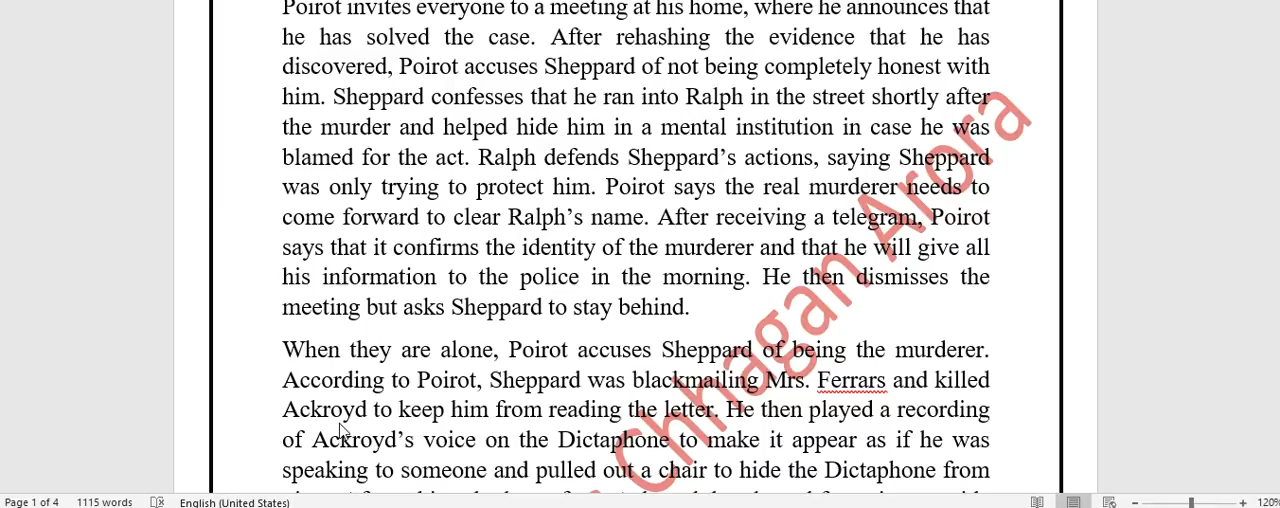 Poirot invites everyone to a meeting at his home, where he announces that
he has solved the case. After rehashing the evidence that he has
discovered, Poirot accuses Sheppard of not being completely honest with
him. Sheppard confesses that he ran into Ralph in the street shortly after
the murder and helped hide him in a mental institution in case he was
blamed for the act. Ralph defends Sheppard’s actions, saying Sheppard
was only trying to protect him. Poirot says the real murderer needs to
come forward to clear Ralph’s name. After receiving a telegram, Poirot
says that it confirms the identity of the murderer and that he will give all
his information to the police in the morning. He then dismisses the
meeting but asks Sheppard to stay behind.
When they are alone, Poirot accuses Sheppard of being the murderer.
According to Poirot, Sheppard was blackmailing Mrs. Ferrars and killed
Ackroyd to keep him from reading the letter. He then played a recording
of Ackroyd’s voice on the Dictaphone to make it appear as if he was
speaking to someone and pulled out a chair to hide the Dictaphone from
Chhagan Arora
Page 1 of 4 1115 words English (United States) 120%